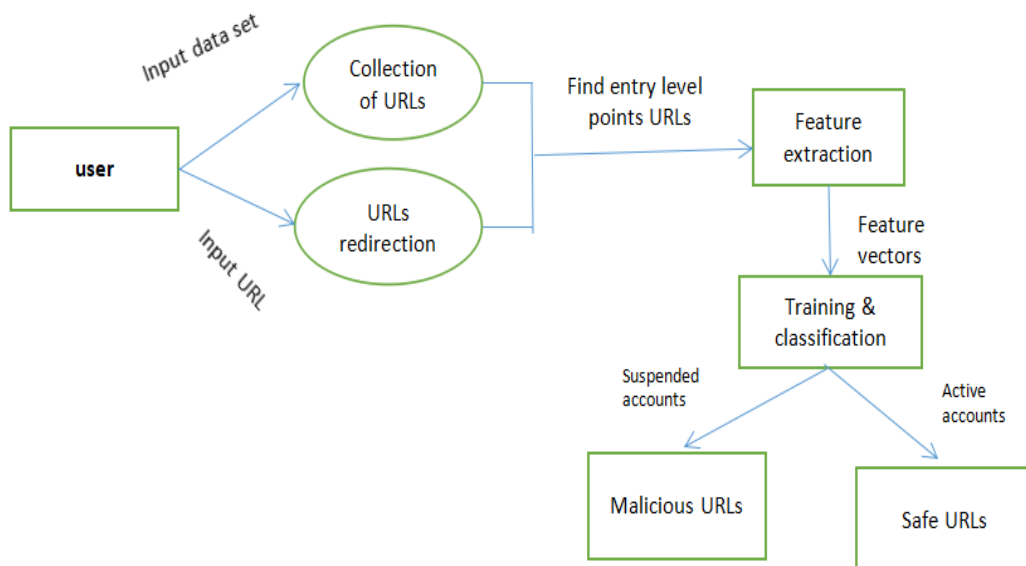 Input data set
Collection
of URLs
Find entry level
points URLs
Feature
extraction
user
URLs
redirection
Input URL
Feature
vectors
Training &
classification
Suspended
accounts
Active
accounts
Malicious URLs
Safe URLs